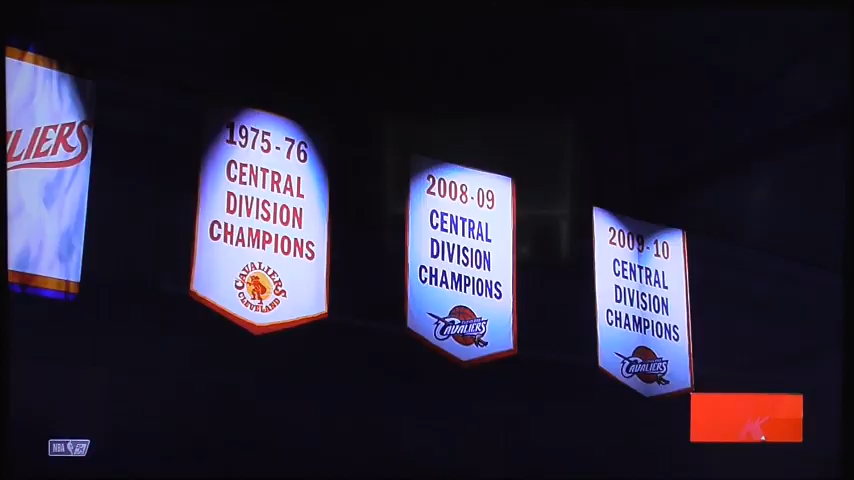 LIERS
1975-76
CENTRAL
DIVISION
CHAMPIONS
CAVALIERS
CLEVELAND
2008-09
CENTRAL
DIVISION
CHAMPIONS
CAVALIERS
2009-10
CENTRAL
DIVISION
CHAMPIONS
CAVALIERS
NBA